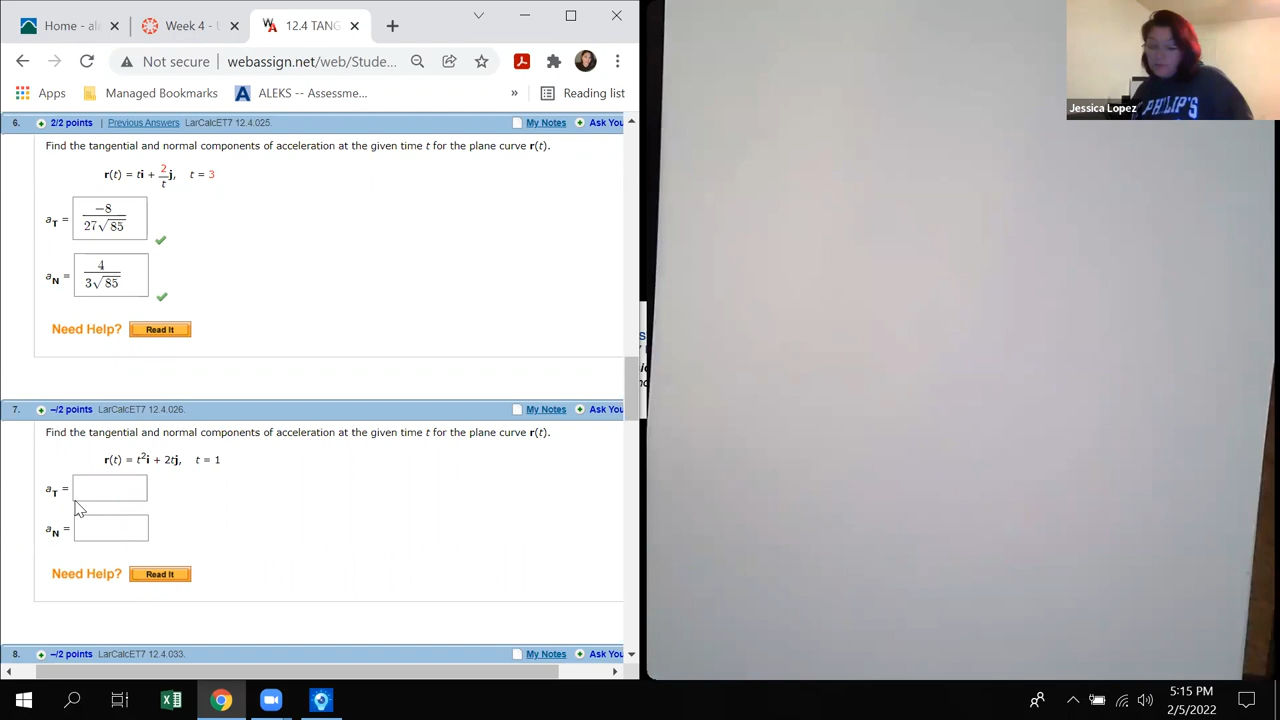 Home - ale
Week 4 - U
12.4 TANG
Not secure
webassign.net/web/Stude...
Apps
Managed Bookmarks
ALEKS -- Assessme...
»
Reading list
6.
2/2 points | Previous Answers LarCalcET7 12.4.025.
My Notes
Ask You
Find the tangential and normal components of acceleration at the given time t for the plane curve r(t).
r(t) = ti + 2/t j, t = 3
aT = −8/27√85
aN = 4/3√85
Need Help? Read It
7.
–/2 points LarCalcET7 12.4.026.
My Notes
Ask You
Find the tangential and normal components of acceleration at the given time t for the plane curve r(t).
r(t) = t²i + 2tj, t = 1
aT =
aN =
Need Help? Read It
8.
–/2 points LarCalcET7 12.4.033.
My Notes
Ask You
Jessica Lopez
PHILIP'S
5:15 PM
2/5/2022